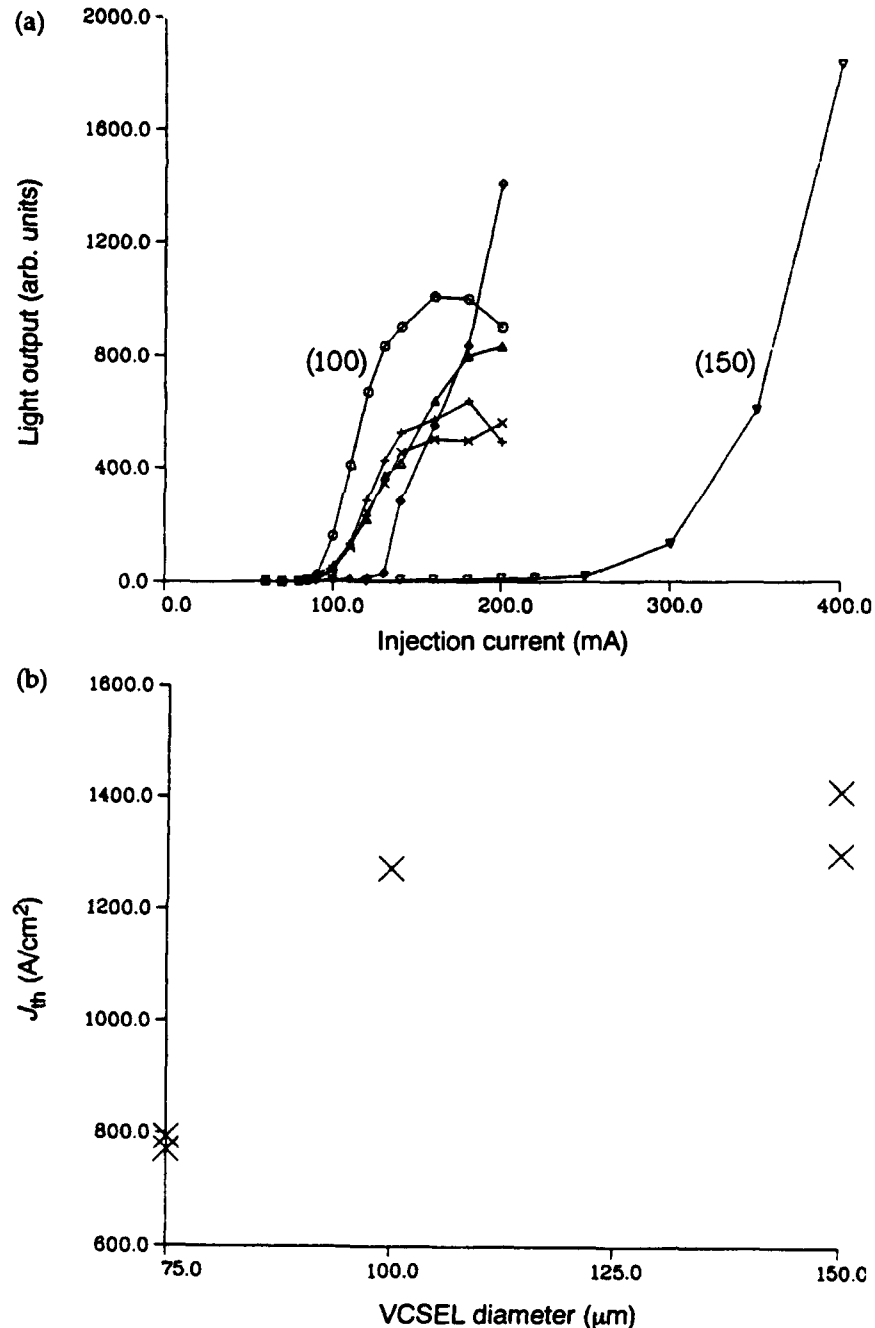 (a)
2000.0
1600.0
1200.0
800.0
400.0
0.0
Light output (arb. units)
(100)
(150)
0.0 100.0 200.0 300.0 400.0
Injection current (mA)
(b)
1600.0
1400.0
1200.0
1000.0
800.0
600.0
Jth (A/cm²)
75.0 100.0 125.0 150.0
VCSEL diameter (μm)